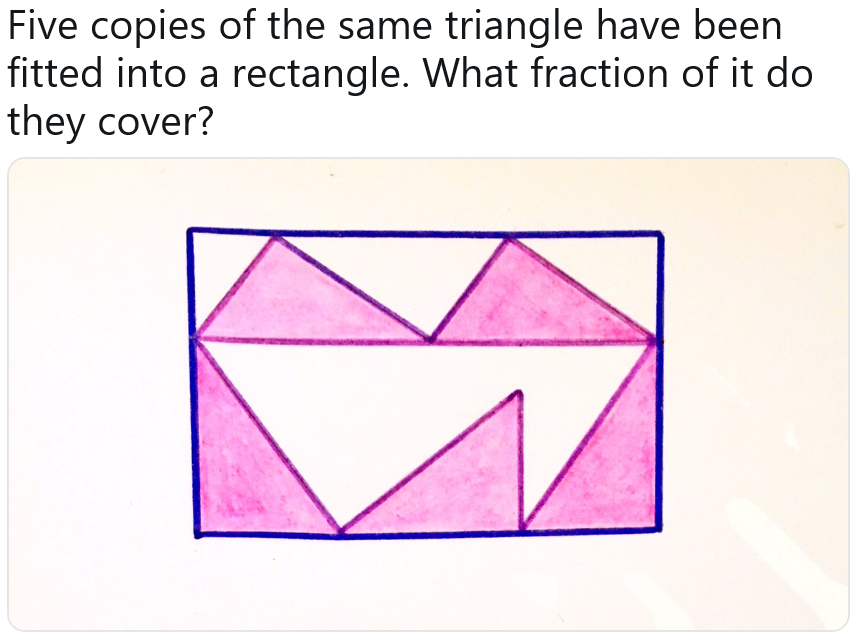 Five copies of the same triangle have been
fitted into a rectangle. What fraction of it do
they cover?